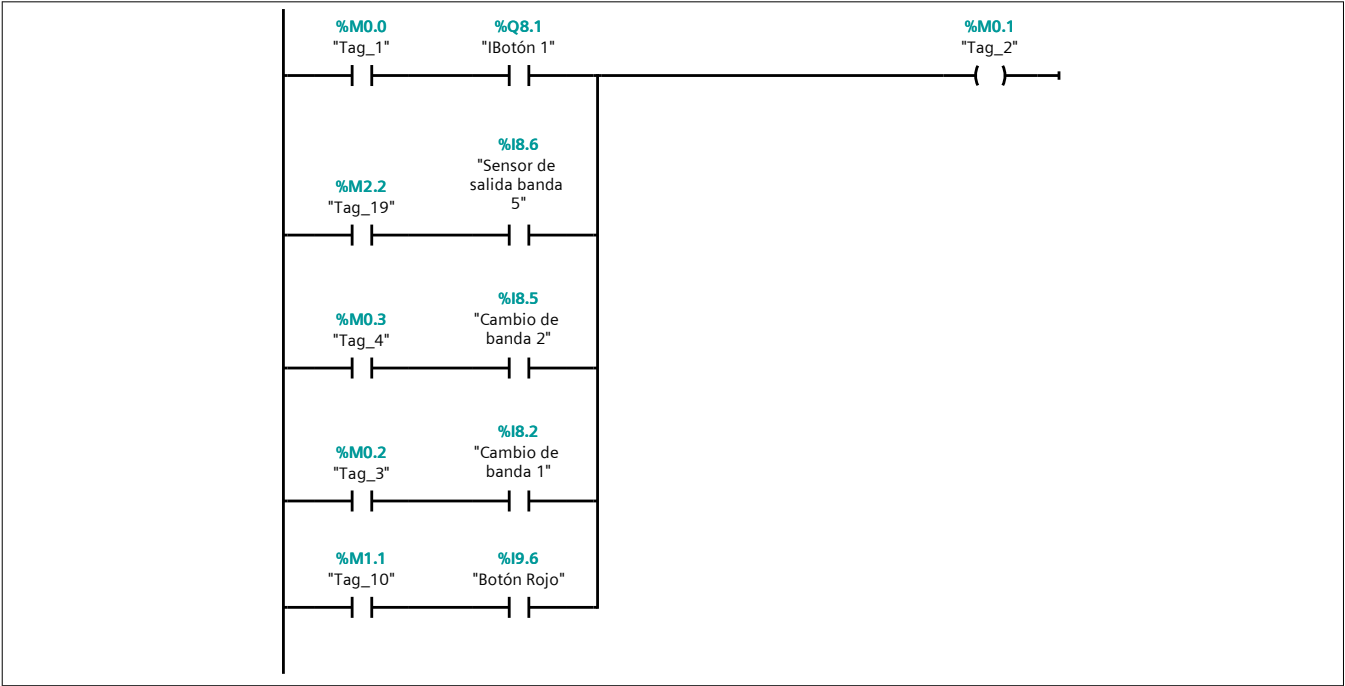 %M0.0
"Tag_1"
%Q8.1
"IBotón 1"
%M0.1
"Tag_2"
%M2.2
"Tag_19"
%I8.6
"Sensor de
salida banda
5"
%M0.3
"Tag_4"
%I8.5
"Cambio de
banda 2"
%M0.2
"Tag_3"
%I8.2
"Cambio de
banda 1"
%M1.1
"Tag_10"
%I9.6
"Botón Rojo"